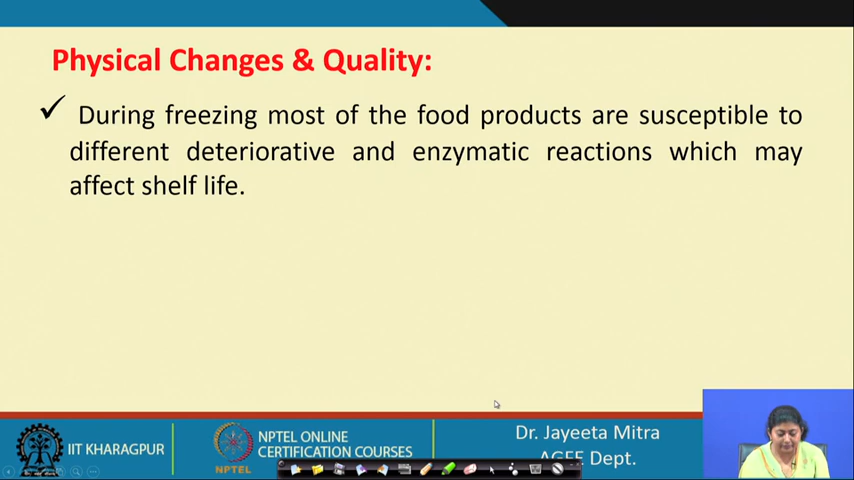 Physical Changes & Quality:
✓ During freezing most of the food products are susceptible to
different deteriorative and enzymatic reactions which may
affect shelf life.
IIT KHARAGPUR
NPTEL
NPTEL ONLINE
CERTIFICATION COURSES
Dr. Jayeeta Mitra
AGFE Dept.